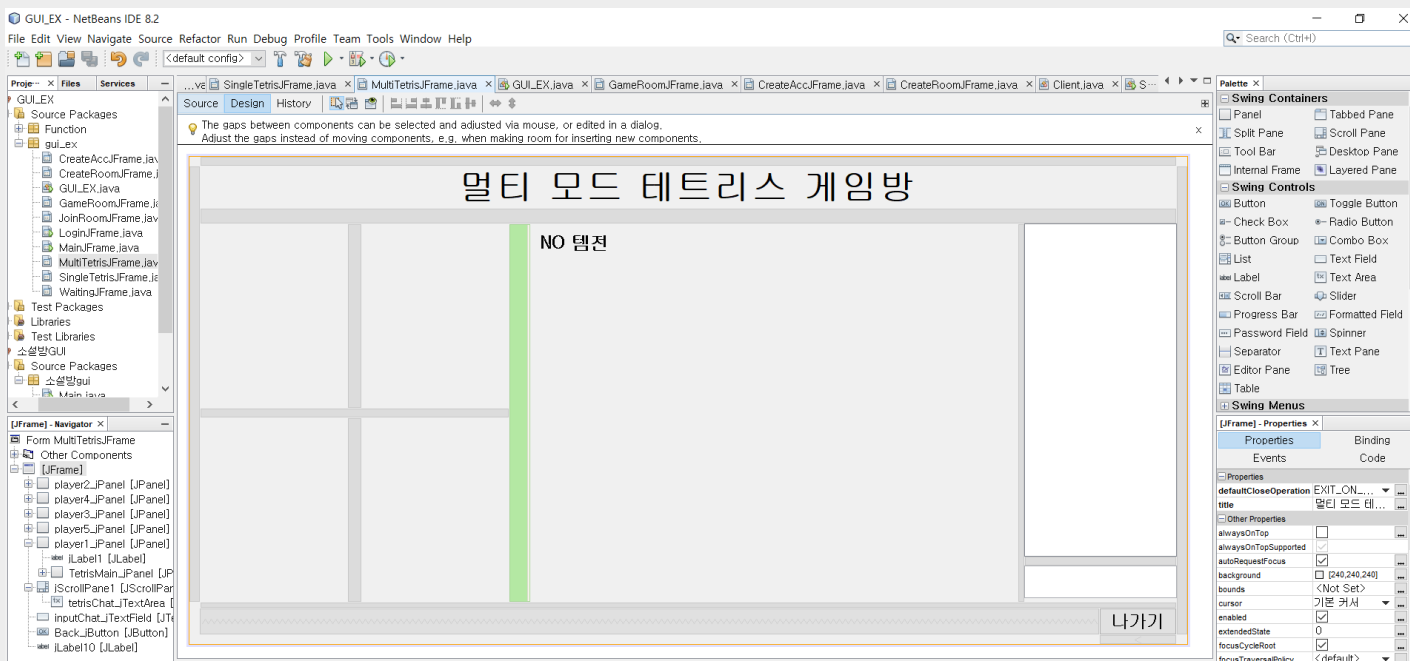 GUI_EX - NetBeans IDE 8.2
File Edit View Navigate Source Refactor Run Debug Profile Team Tools Window Help
Search (Ctrl+I)
<default config>
Proje… Files Services
GUI_EX
Source Packages
Function
gui_ex
CreateAccJFrame.jav
CreateRoomJFrame.j
GUI_EX.java
GameRoomJFrame.ja
JoinRoomJFrame.jav
LoginJFrame.java
MainJFrame.java
MultiTetrisJFrame.jav
SingleTetrisJFrame.ja
WaitingJFrame.java
Test Packages
Libraries
Test Libraries
소설방GUI
Source Packages
소설방gui
Main.java
[JFrame] - Navigator
Form MultiTetrisJFrame
Other Components
[JFrame]
player2_jPanel [JPanel]
player4_jPanel [JPanel]
player3_jPanel [JPanel]
player5_jPanel [JPanel]
player1_jPanel [JPanel]
jLabel1 [JLabel]
TetrisMain_jPanel [JP
jScrollPane1 [JScrollPar
tetrisChat_jTextArea [
inputChat_jTextField [JTe
Back_jButton [JButton]
jLabel10 [JLabel]
...ve SingleTetrisJFrame.java MultiTetrisJFrame.java GUI_EX.java GameRoomJFrame.java CreateAccJFrame.java CreateRoomJFrame.java Client.java S…
Source Design History
The gaps between components can be selected and adjusted via mouse, or edited in a dialog.
Adjust the gaps instead of moving components, e.g. when making room for inserting new components.
멀티 모드 테트리스 게임방
NO 템전
나가기
Palette
Swing Containers
Panel Tabbed Pane
Split Pane Scroll Pane
Tool Bar Desktop Pane
Internal Frame Layered Pane
Swing Controls
Button Toggle Button
Check Box Radio Button
Button Group Combo Box
List Text Field
Label Text Area
Scroll Bar Slider
Progress Bar Formatted Field
Password Field Spinner
Separator Text Pane
Editor Pane Tree
Table
Swing Menus
[JFrame] - Properties
Properties Binding
Events Code
Properties
defaultCloseOperation EXIT_ON_... ...
title 멀티 모드 테... ...
Other Properties
alwaysOnTop ...
alwaysOnTopSupported
autoRequestFocus ...
background [240,240,240] ...
bounds <Not Set> ...
cursor 기본 커서 ...
enabled ...
extendedState 0 ...
focusCycleRoot ...
focusTraversalPolicy <default> ...